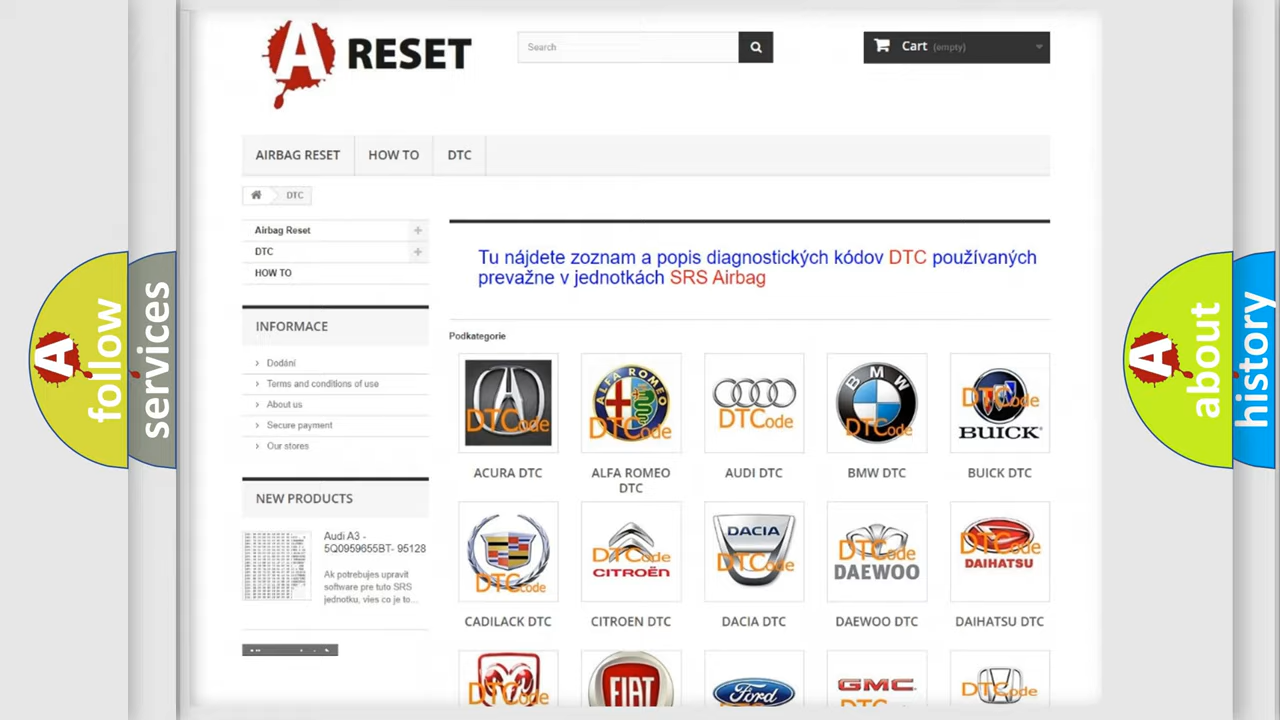 A RESET
Search
Cart (empty)
AIRBAG RESET
HOW TO
DTC
DTC
Airbag Reset
DTC
HOW TO
INFORMACE
Dodání
Terms and conditions of use
About us
Secure payment
Our stores
NEW PRODUCTS
Audi A3 -
5Q0959655BT- 95128
Ak potrebujes upravit
software pre tuto SRS
jednotku, vies co je to...
Tu nájdete zoznam a popis diagnostických kódov DTC používaných
prevažne v jednotkách SRS Airbag
Podkategorie
DTCode
ALFA ROMEO
DTCode
DTCode
BMW
DTCode
DTCode
BUICK
ACURA DTC
ALFA ROMEO
DTC
AUDI DTC
BMW DTC
BUICK DTC
DTCode
DTCode
CITROËN
DACIA
DTCode
DTCode
DAEWOO
DTCode
DAIHATSU
CADILACK DTC
CITROEN DTC
DACIA DTC
DAEWOO DTC
DAIHATSU DTC
DTCode
FIAT
Ford
DTCode
GMC
DTCode
A
follow
services
A
about
history